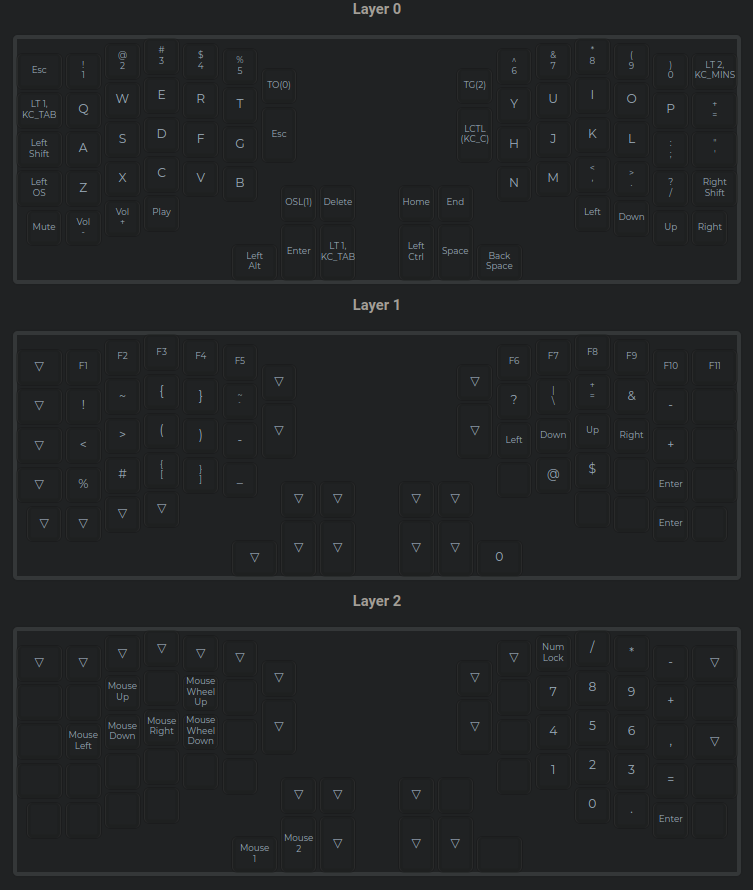 Layer 0
Esc
!
1
@
2
#
3
$
4
%
5
TO(0)
TG(2)
^
6
&
7
*
8
(
9
)
0
LT 2,
KC_MINS
LT 1,
KC_TAB
Q
W
E
R
T
Y
U
I
O
P
+
=
Left
Shift
A
S
D
F
G
Esc
LCTL
(KC_C)
H
J
K
L
:
;
"
'
Left
OS
Z
X
C
V
B
N
M
<
,
>
.
?
/
Right
Shift
Mute
Vol
-
Vol
+
Play
OSL(1)
Delete
Home
End
Left
Down
Up
Right
Left
Alt
Enter
LT 1,
KC_TAB
Left
Ctrl
Space
Back
Space
Layer 1
▽
F1
F2
F3
F4
F5
▽
▽
F6
F7
F8
F9
F10
F11
▽
!
~
{
}
~
`
?
|
\
+
=
&
-
▽
<
>
(
)
-
▽
▽
Left
Down
Up
Right
+
▽
%
#
{
[
}
]
_
@
$
Enter
▽
▽
▽
▽
▽
▽
▽
▽
Enter
▽
▽
▽
▽
▽
0
Layer 2
▽
▽
▽
▽
▽
▽
▽
▽
▽
Num
Lock
/
*
-
▽
Mouse
Up
Mouse
Wheel
Up
7
8
9
+
Mouse
Left
Mouse
Down
Mouse
Right
Mouse
Wheel
Down
▽
▽
4
5
6
,
▽
1
2
3
=
▽
▽
▽
0
.
Enter
Mouse
1
Mouse
2
▽
▽
▽